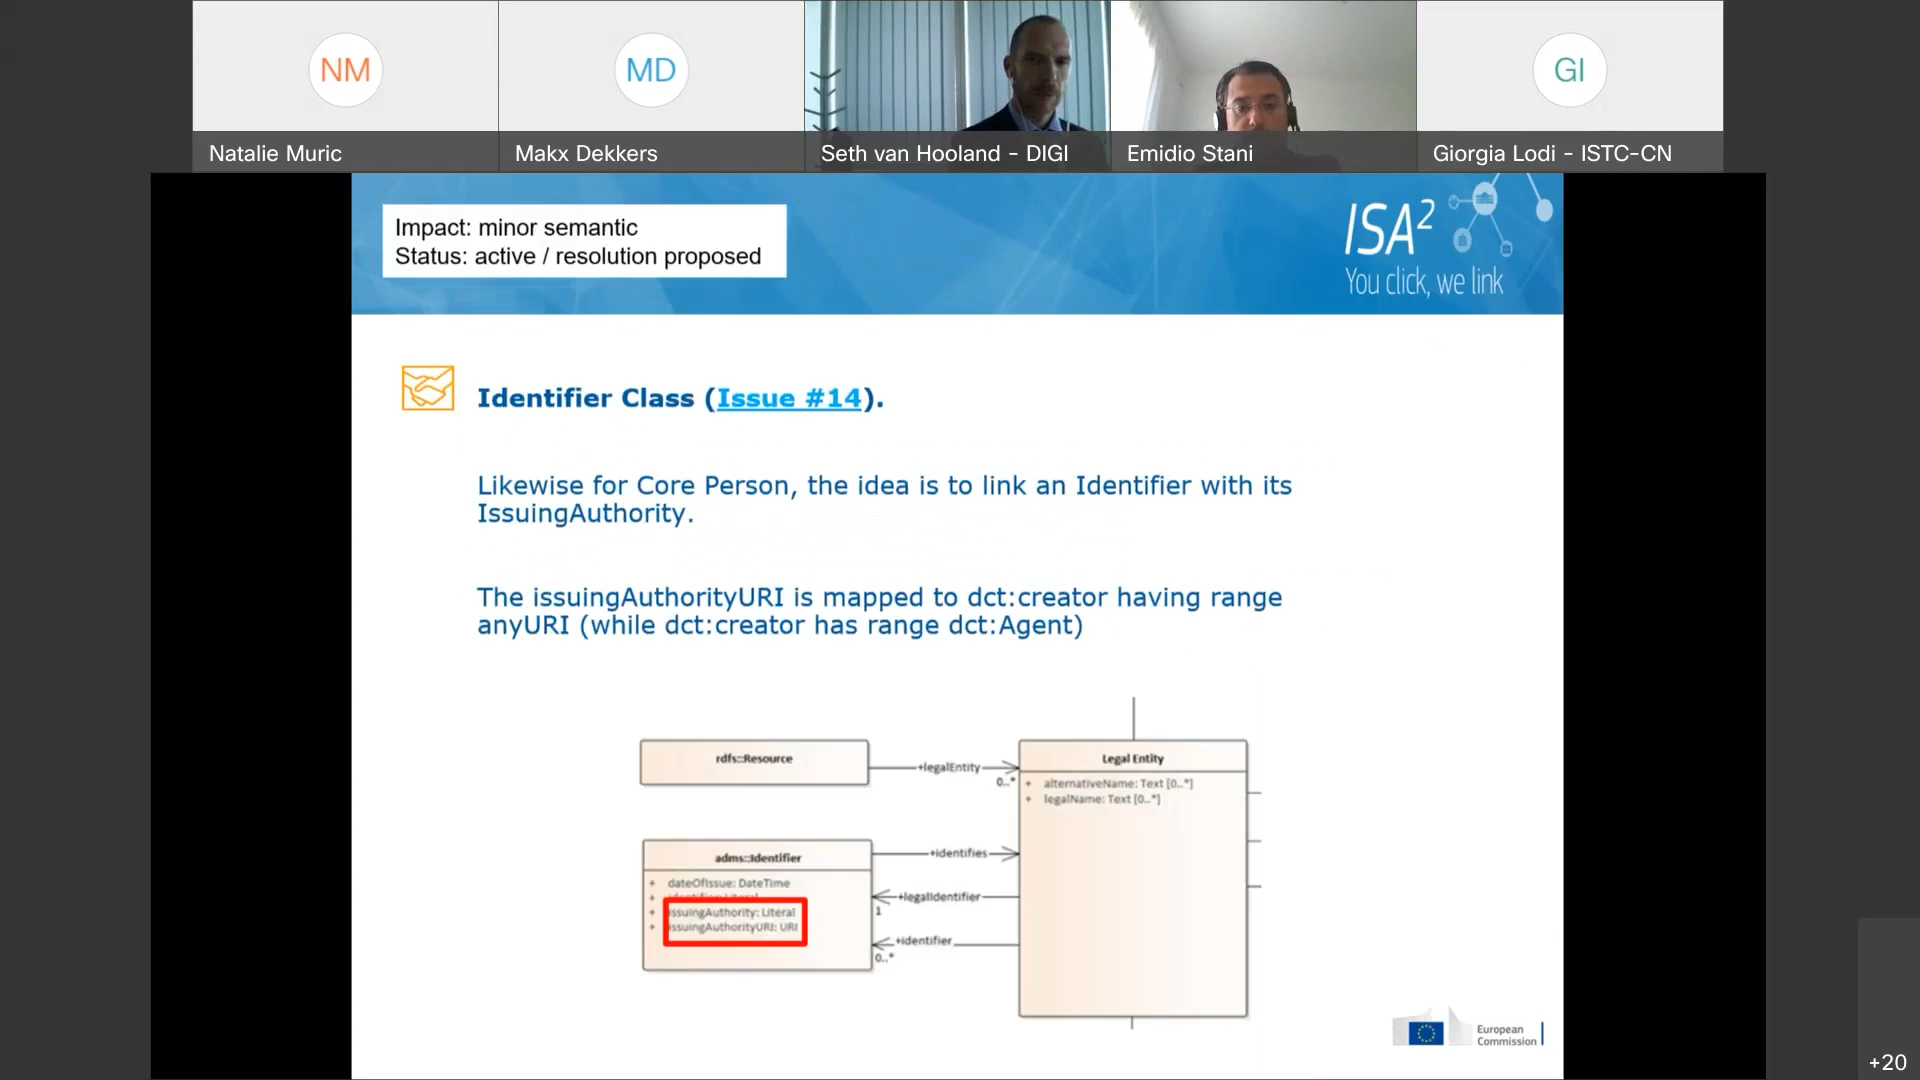 NM
MD
GI
Natalie Muric
Makx Dekkers
Seth van Hooland - DIGI
Emidio Stani
Giorgia Lodi - ISTC-CN
Impact: minor semantic
Status: active / resolution proposed
ISA²
You click, we link
Identifier Class (Issue #14).
Likewise for Core Person, the idea is to link an Identifier with its
IssuingAuthority.
The issuingAuthorityURI is mapped to dct:creator having range
anyURI (while dct:creator has range dct:Agent)
rdfs::Resource
+legalEntity
0..*
Legal Entity
+ alternativeName: Text [0..*]
+ legalName: Text [0..*]
adms::Identifier
+ dateOfIssue: DateTime
+ identifier: Literal
+ issuingAuthority: Literal
+ issuingAuthorityURI: URI
+identifies
+legalIdentifier
1
+identifier
0..*
European
Commission
+20